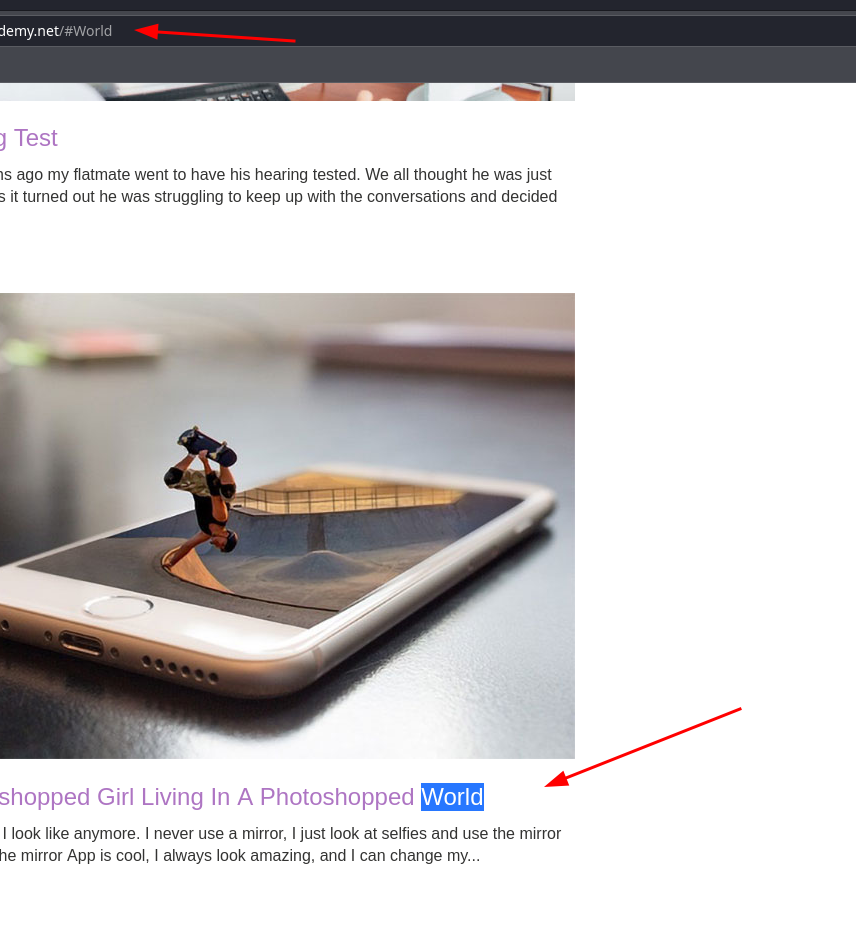 demy.net/#World
g Test
ns ago my flatmate went to have his hearing tested. We all thought he was just
s it turned out he was struggling to keep up with the conversations and decided
shopped Girl Living In A Photoshopped World
I look like anymore. I never use a mirror, I just look at selfies and use the mirror
he mirror App is cool, I always look amazing, and I can change my...